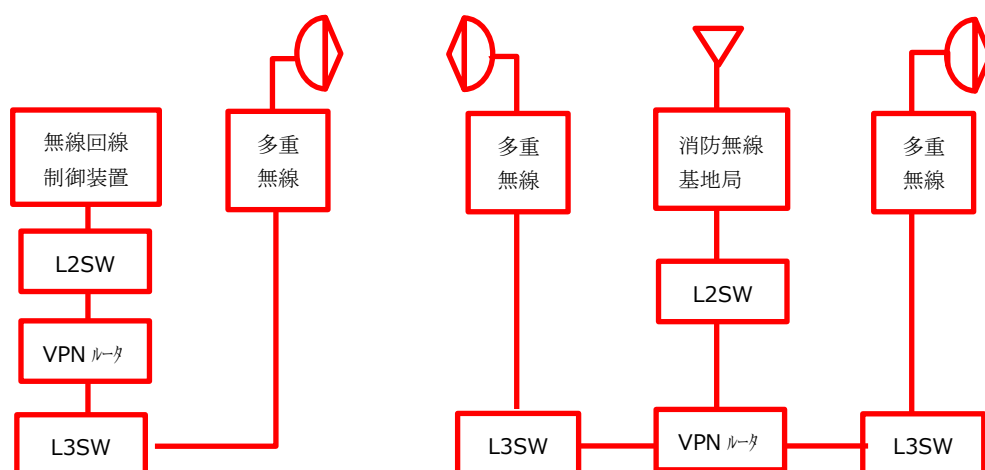 無線回線
制御装置
L2SW
VPN ルータ
L3SW
多重
無線
多重
無線
L3SW
消防無線
基地局
L2SW
VPN ルータ
多重
無線
L3SW